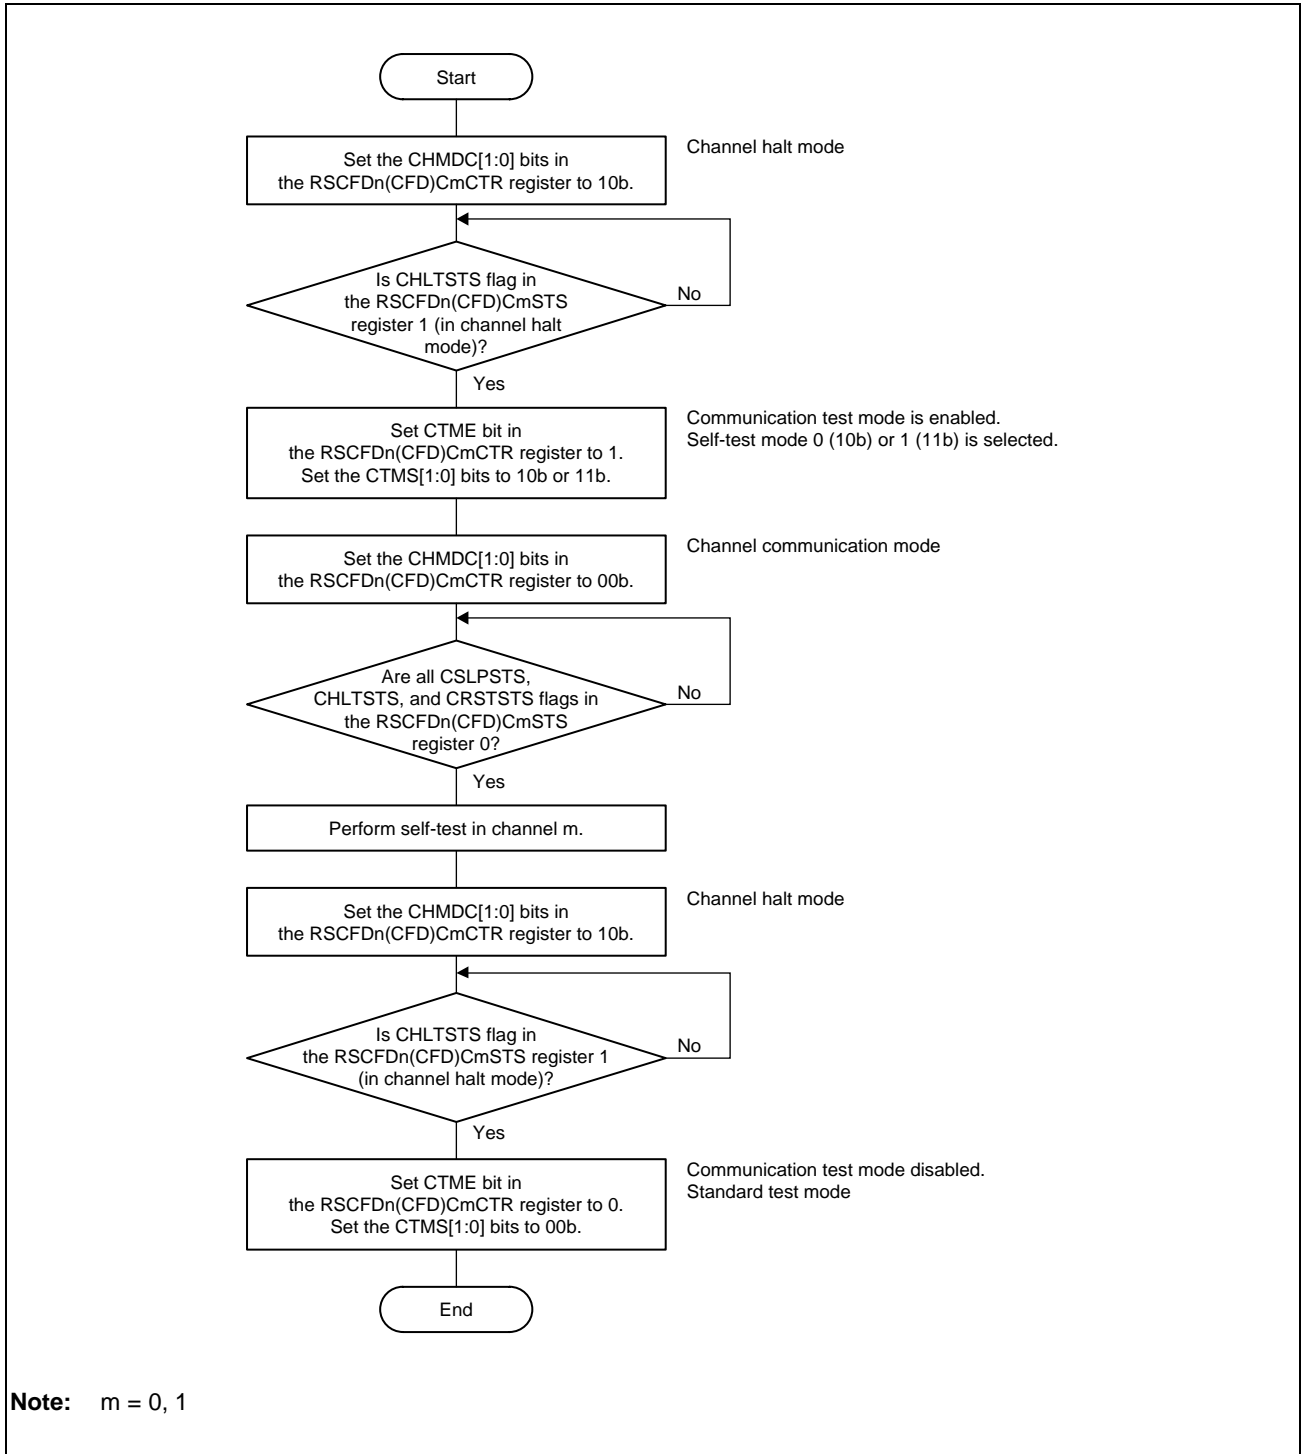 Start
Set the CHMDC[1:0] bits in
the RSCFDn(CFD)CmCTR register to 10b.
Channel halt mode
Is CHLTSTS flag in
the RSCFDn(CFD)CmSTS
register 1 (in channel halt
mode)?
No
Yes
Set CTME bit in
the RSCFDn(CFD)CmCTR register to 1.
Set the CTMS[1:0] bits to 10b or 11b.
Communication test mode is enabled.
Self-test mode 0 (10b) or 1 (11b) is selected.
Set the CHMDC[1:0] bits in
the RSCFDn(CFD)CmCTR register to 00b.
Channel communication mode
Are all CSLPSTS,
CHLTSTS, and CRSTSTS flags in
the RSCFDn(CFD)CmSTS
register 0?
No
Yes
Perform self-test in channel m.
Set the CHMDC[1:0] bits in
the RSCFDn(CFD)CmCTR register to 10b.
Channel halt mode
Is CHLTSTS flag in
the RSCFDn(CFD)CmSTS register 1
(in channel halt mode)?
No
Yes
Set CTME bit in
the RSCFDn(CFD)CmCTR register to 0.
Set the CTMS[1:0] bits to 00b.
Communication test mode disabled.
Standard test mode
End
Note: m = 0, 1